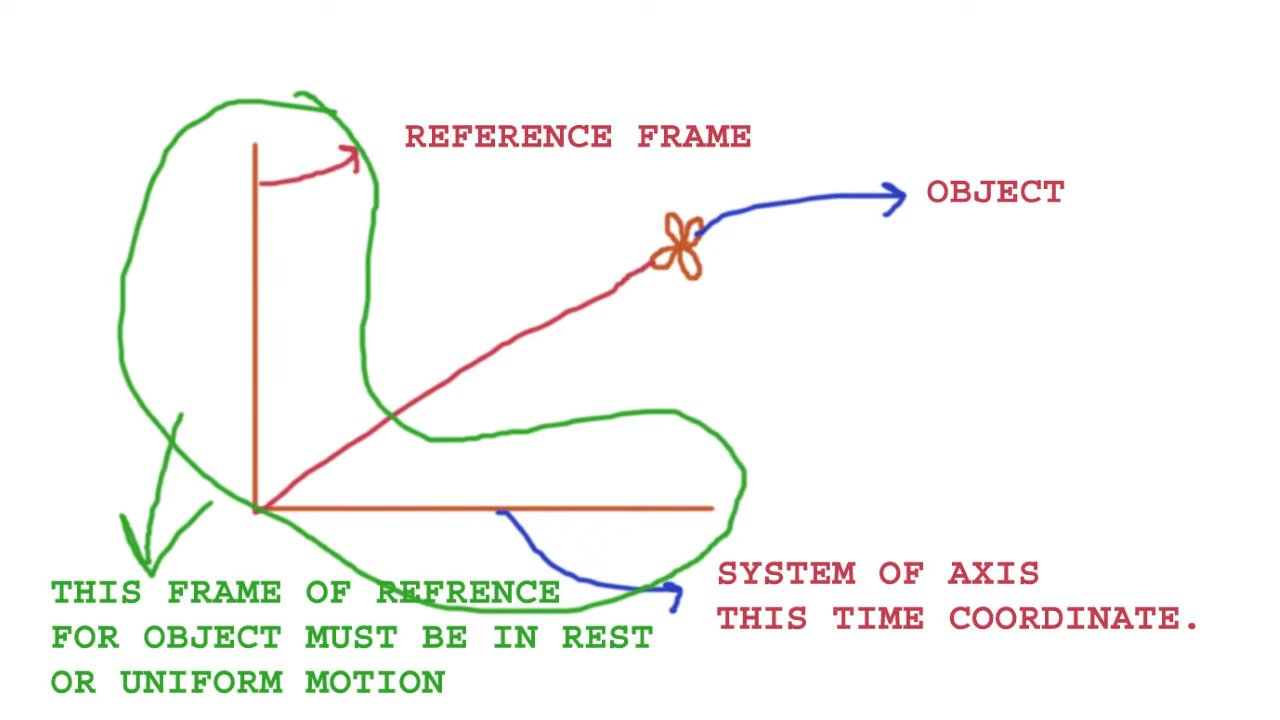 REFERENCE FRAME
OBJECT
SYSTEM OF AXIS
THIS TIME COORDINATE.
THIS FRAME OF REFRENCE
FOR OBJECT MUST BE IN REST
OR UNIFORM MOTION